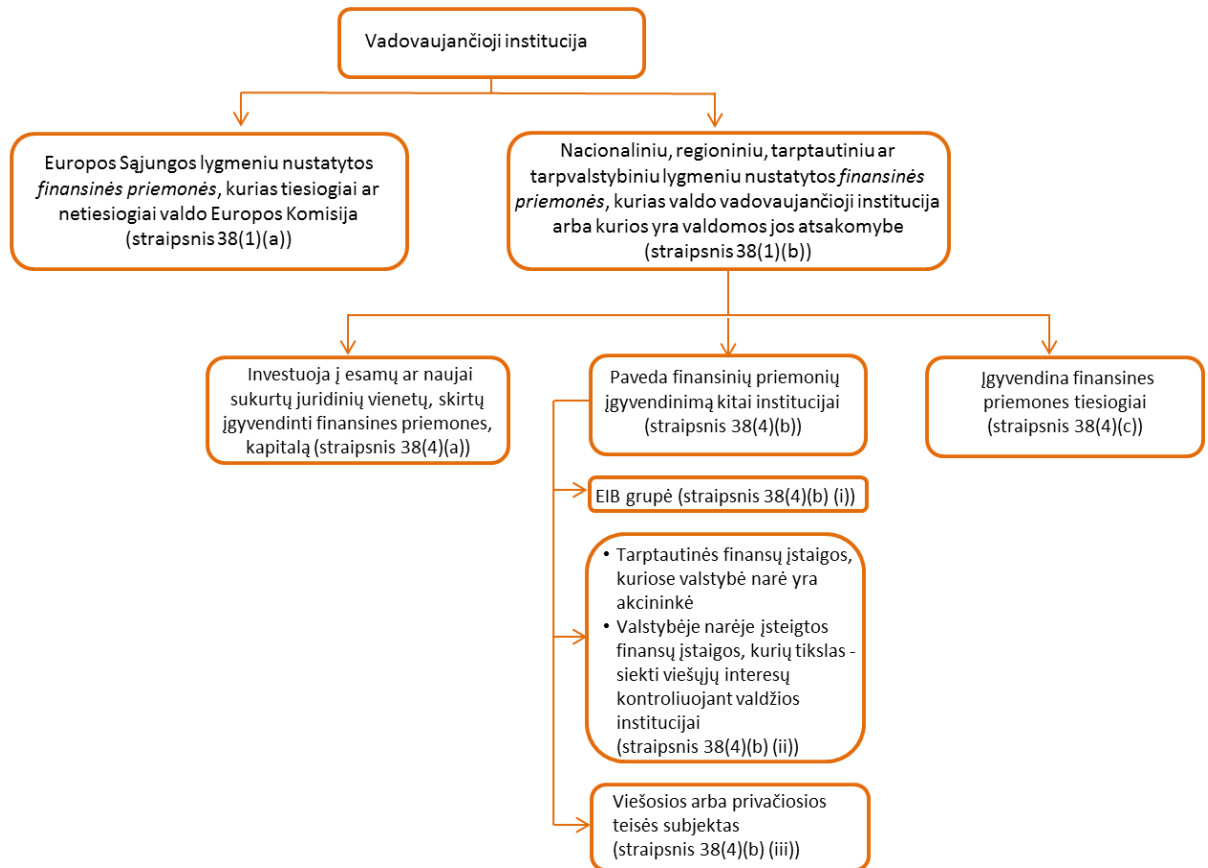 Vadovaujančioji institucija
Europos Sąjungos lygmeniu nustatytos
finansinės priemonės, kurias tiesiogiai ar
netiesiogiai valdo Europos Komisija
(straipsnis 38(1)(a))
Nacionaliniu, regioniniu, tarptautiniu ar
tarpvalstybiniu lygmeniu nustatytos finansinės
priemonės, kurias valdo vadovaujančioji institucija
arba kurios yra valdomos jos atsakomybe
(straipsnis 38(1)(b))
Investuoja į esamų ar naujai
sukurtų juridinių vienetų, skirtų
įgyvendinti finansines priemones,
kapitalą (straipsnis 38(4)(a))
Paveda finansinių priemonių
įgyvendinimą kitai institucijai
(straipsnis 38(4)(b))
Įgyvendina finansines
priemones tiesiogiai
(straipsnis 38(4)(c))
EIB grupė (straipsnis 38(4)(b) (i))
• Tarptautinės finansų įstaigos,
kuriose valstybė narė yra
akcininkė
• Valstybėje narėje įsteigtos
finansų įstaigos, kurių tikslas -
siekti viešųjų interesų
kontroliuojant valdžios
institucijai
(straipsnis 38(4)(b) (ii))
Viešosios arba privačiosios
teisės subjektas
(straipsnis 38(4)(b) (iii))